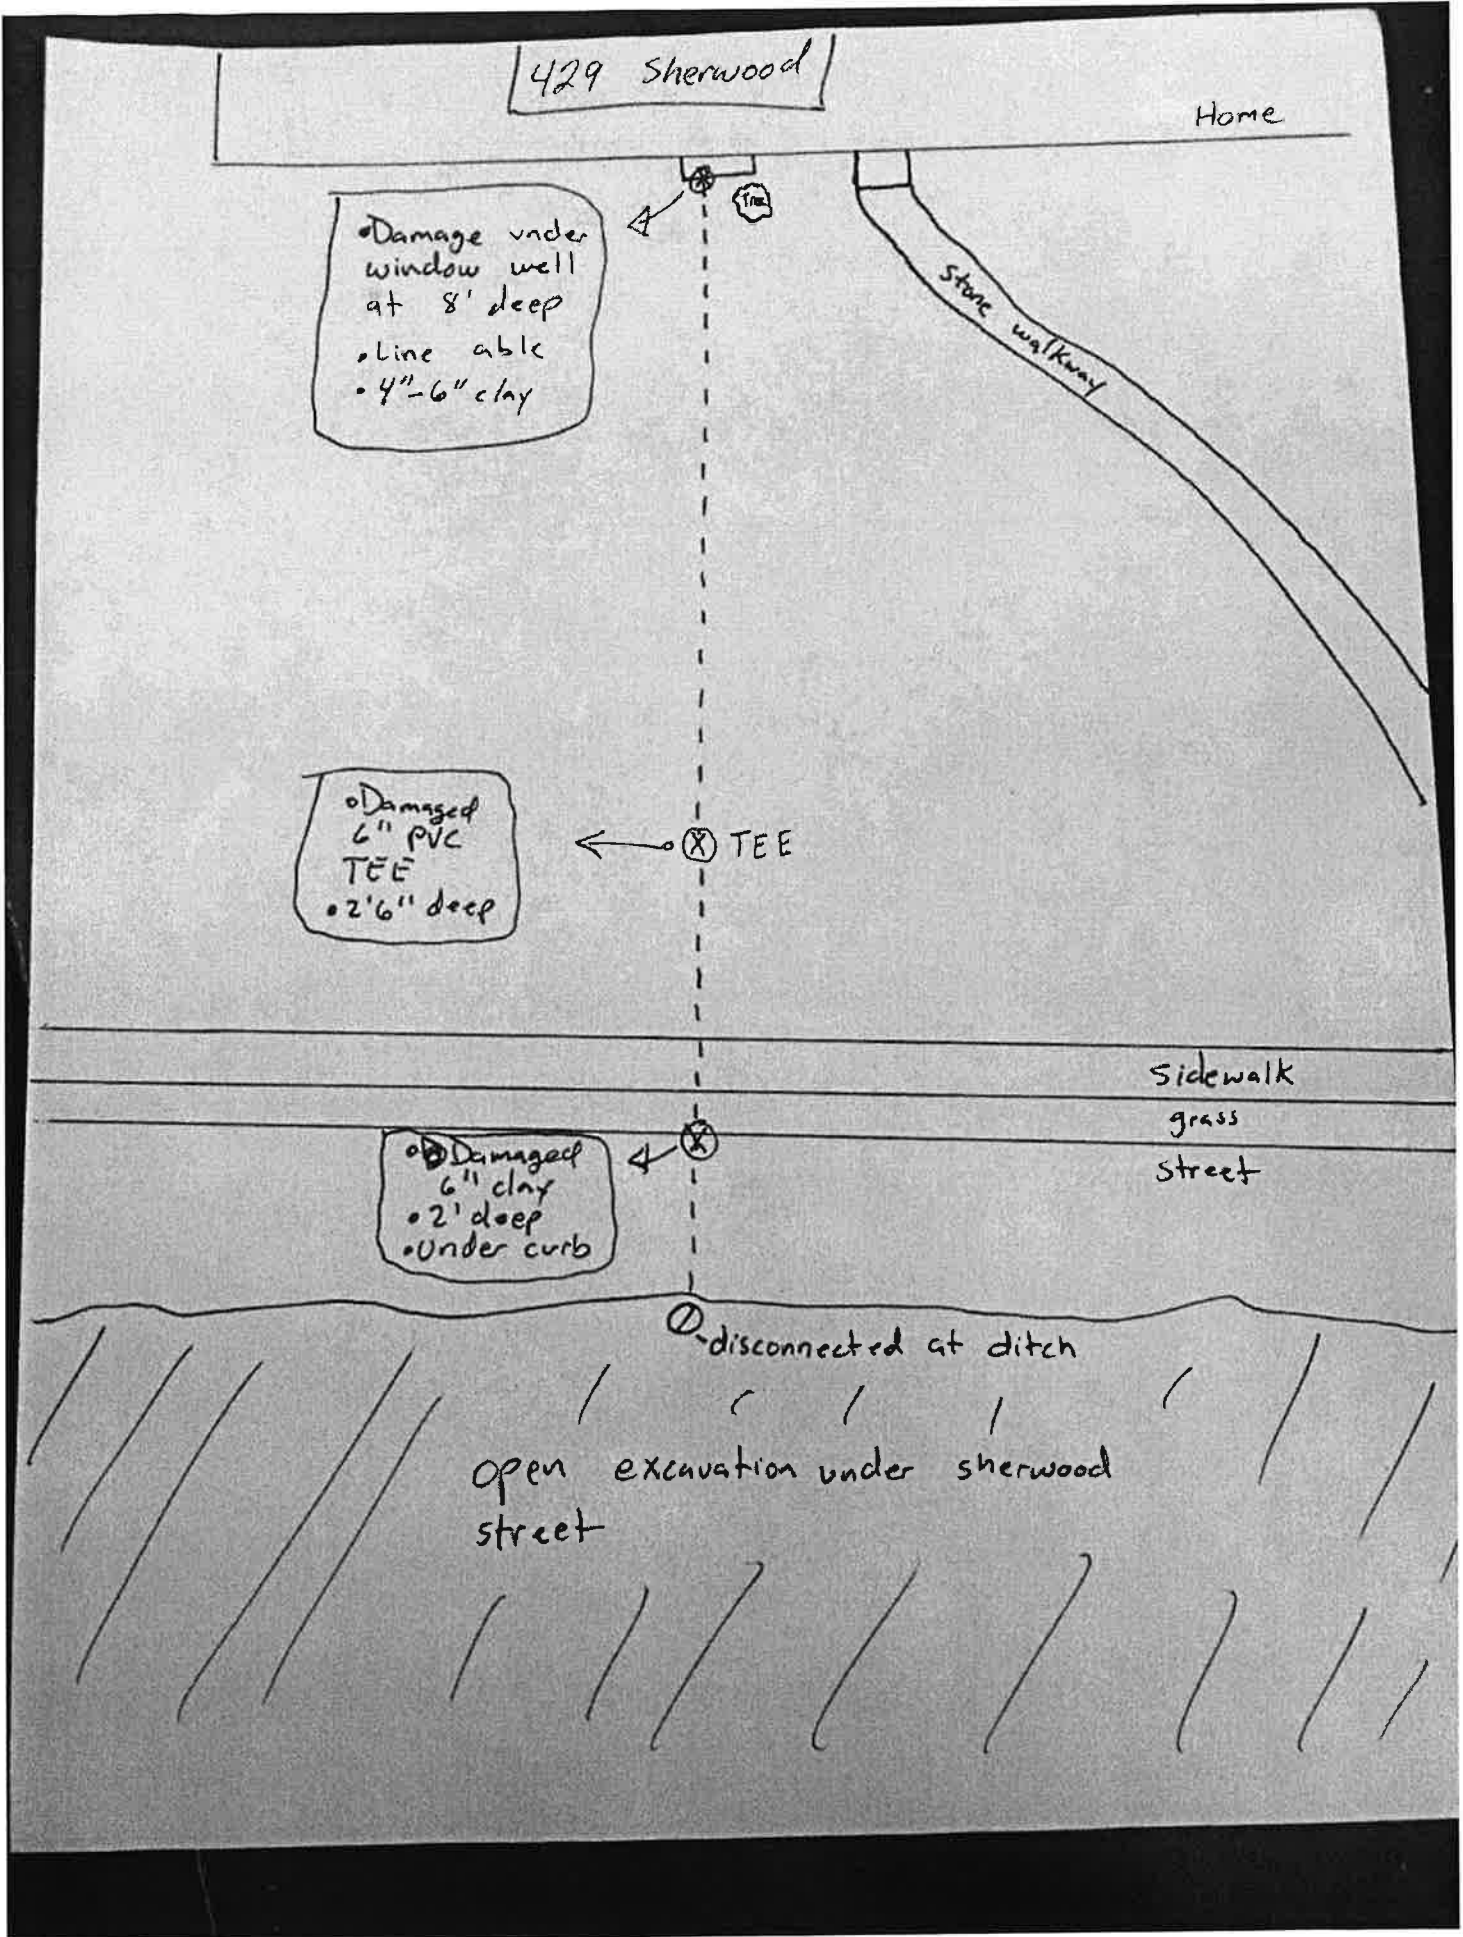 429 Sherwood
Home
•Damage under
window well
at 8' deep
•Line able
•4"-6" clay
Tree
Stone walkway
•Damaged
6" PVC
TEE
•2'6" deep
X TEE
Sidewalk
grass
street
X
•Damaged
6" clay
•2' deep
•Under curb
-disconnected at ditch
open excavation under sherwood
street